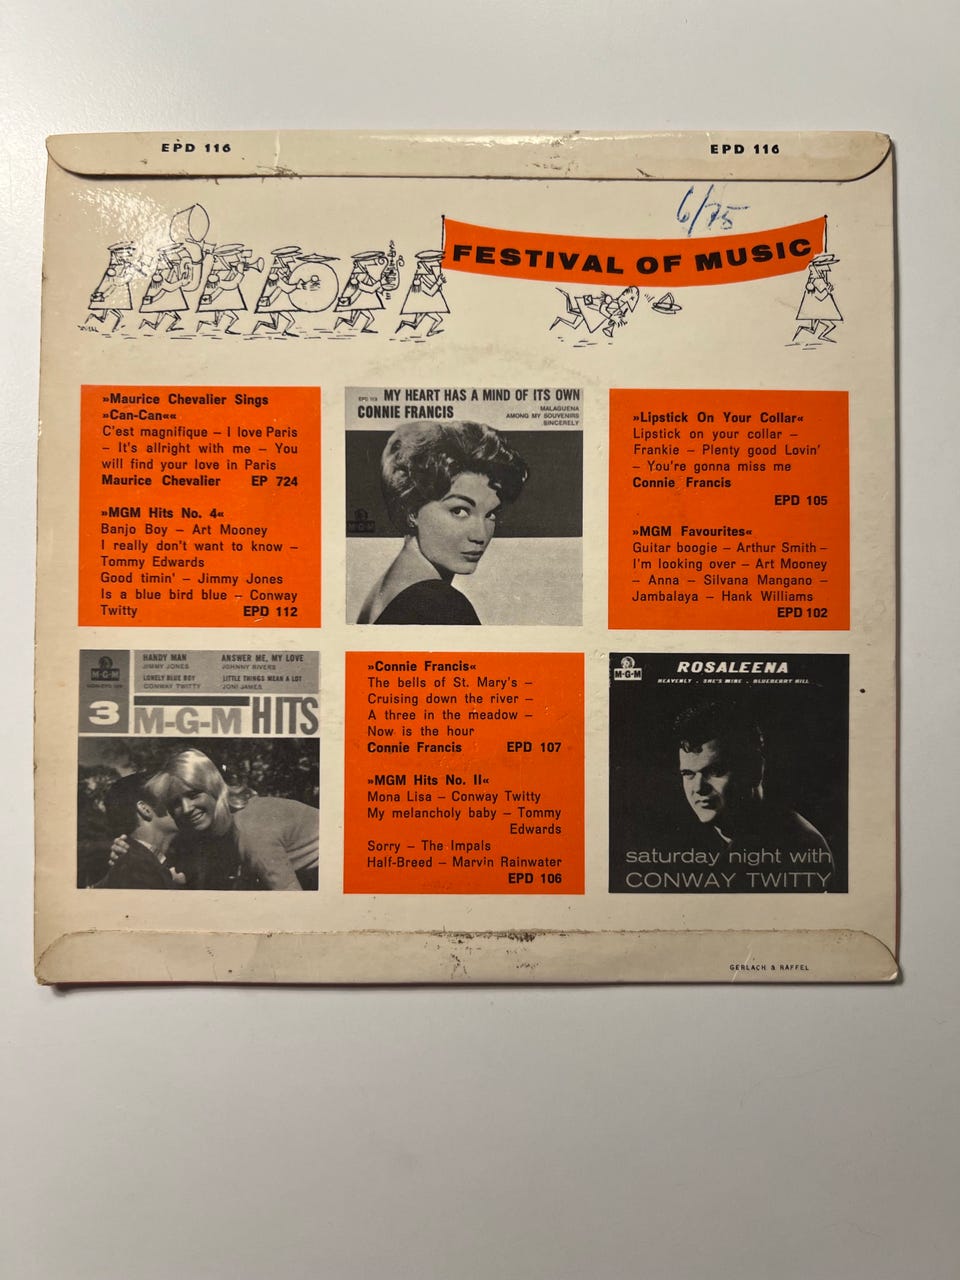 EPD 116
EPD 116
6/75
FESTIVAL OF MUSIC
»Maurice Chevalier Sings
»Can-Can««
C'est magnifique – I love Paris
– It's allright with me – You
will find your love in Paris
Maurice Chevalier EP 724
»MGM Hits No. 4«
Banjo Boy – Art Mooney
I really don't want to know –
Tommy Edwards
Good timin' – Jimmy Jones
Is a blue bird blue – Conway
Twitty EPD 112
MY HEART HAS A MIND OF ITS OWN
CONNIE FRANCIS
MALAGUENA
AMONG MY SOUVENIRS
SINCERELY
M-G-M
»Lipstick On Your Collar«
Lipstick on your collar –
Frankie – Plenty good Lovin'
– You're gonna miss me
Connie Francis
EPD 105
»MGM Favourites«
Guitar boogie – Arthur Smith –
I'm looking over – Art Mooney
– Anna – Silvana Mangano –
Jambalaya – Hank Williams
EPD 102
M-G-M
HANDY MAN
JIMMY JONES
LONELY BLUE BOY
CONWAY TWITTY
ANSWER ME, MY LOVE
JOHNNY RIVERS
LITTLE THINGS MEAN A LOT
JONI JAMES
3 M-G-M HITS
»Connie Francis«
The bells of St. Mary's –
Cruising down the river –
A three in the meadow –
Now is the hour
Connie Francis EPD 107
»MGM Hits No. II«
Mona Lisa – Conway Twitty
My melancholy baby – Tommy
Edwards
Sorry – The Impals
Half-Breed – Marvin Rainwater
EPD 106
M-G-M
ROSALEENA
HEAVENLY . SHE'S MINE . BLUEBERRY HILL
saturday night with
CONWAY TWITTY
GERLACH & RAFFEL